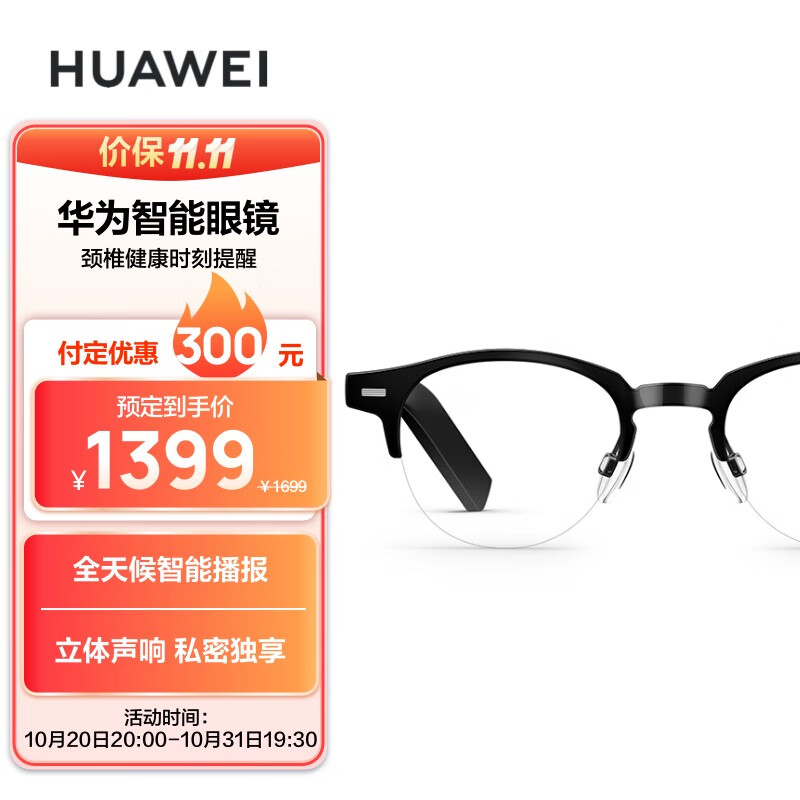 HUAWEI
价保11.11
华为智能眼镜
颈椎健康时刻提醒
付定优惠 300 元
预定到手价
¥1399 ¥1699
全天候智能播报
立体声响 私密独享
活动时间：
10月20日20:00-10月31日19:30